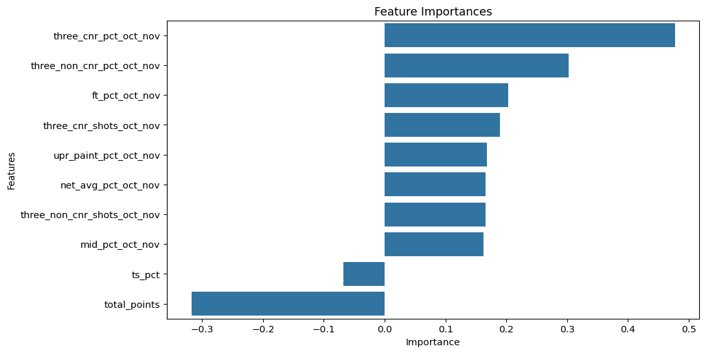 Feature Importances
Features
three_cnr_pct_oct_nov
three_non_cnr_pct_oct_nov
ft_pct_oct_nov
three_cnr_shots_oct_nov
upr_paint_pct_oct_nov
net_avg_pct_oct_nov
three_non_cnr_shots_oct_nov
mid_pct_oct_nov
ts_pct
total_points
−0.3 −0.2 −0.1 0.0 0.1 0.2 0.3 0.4 0.5
Importance